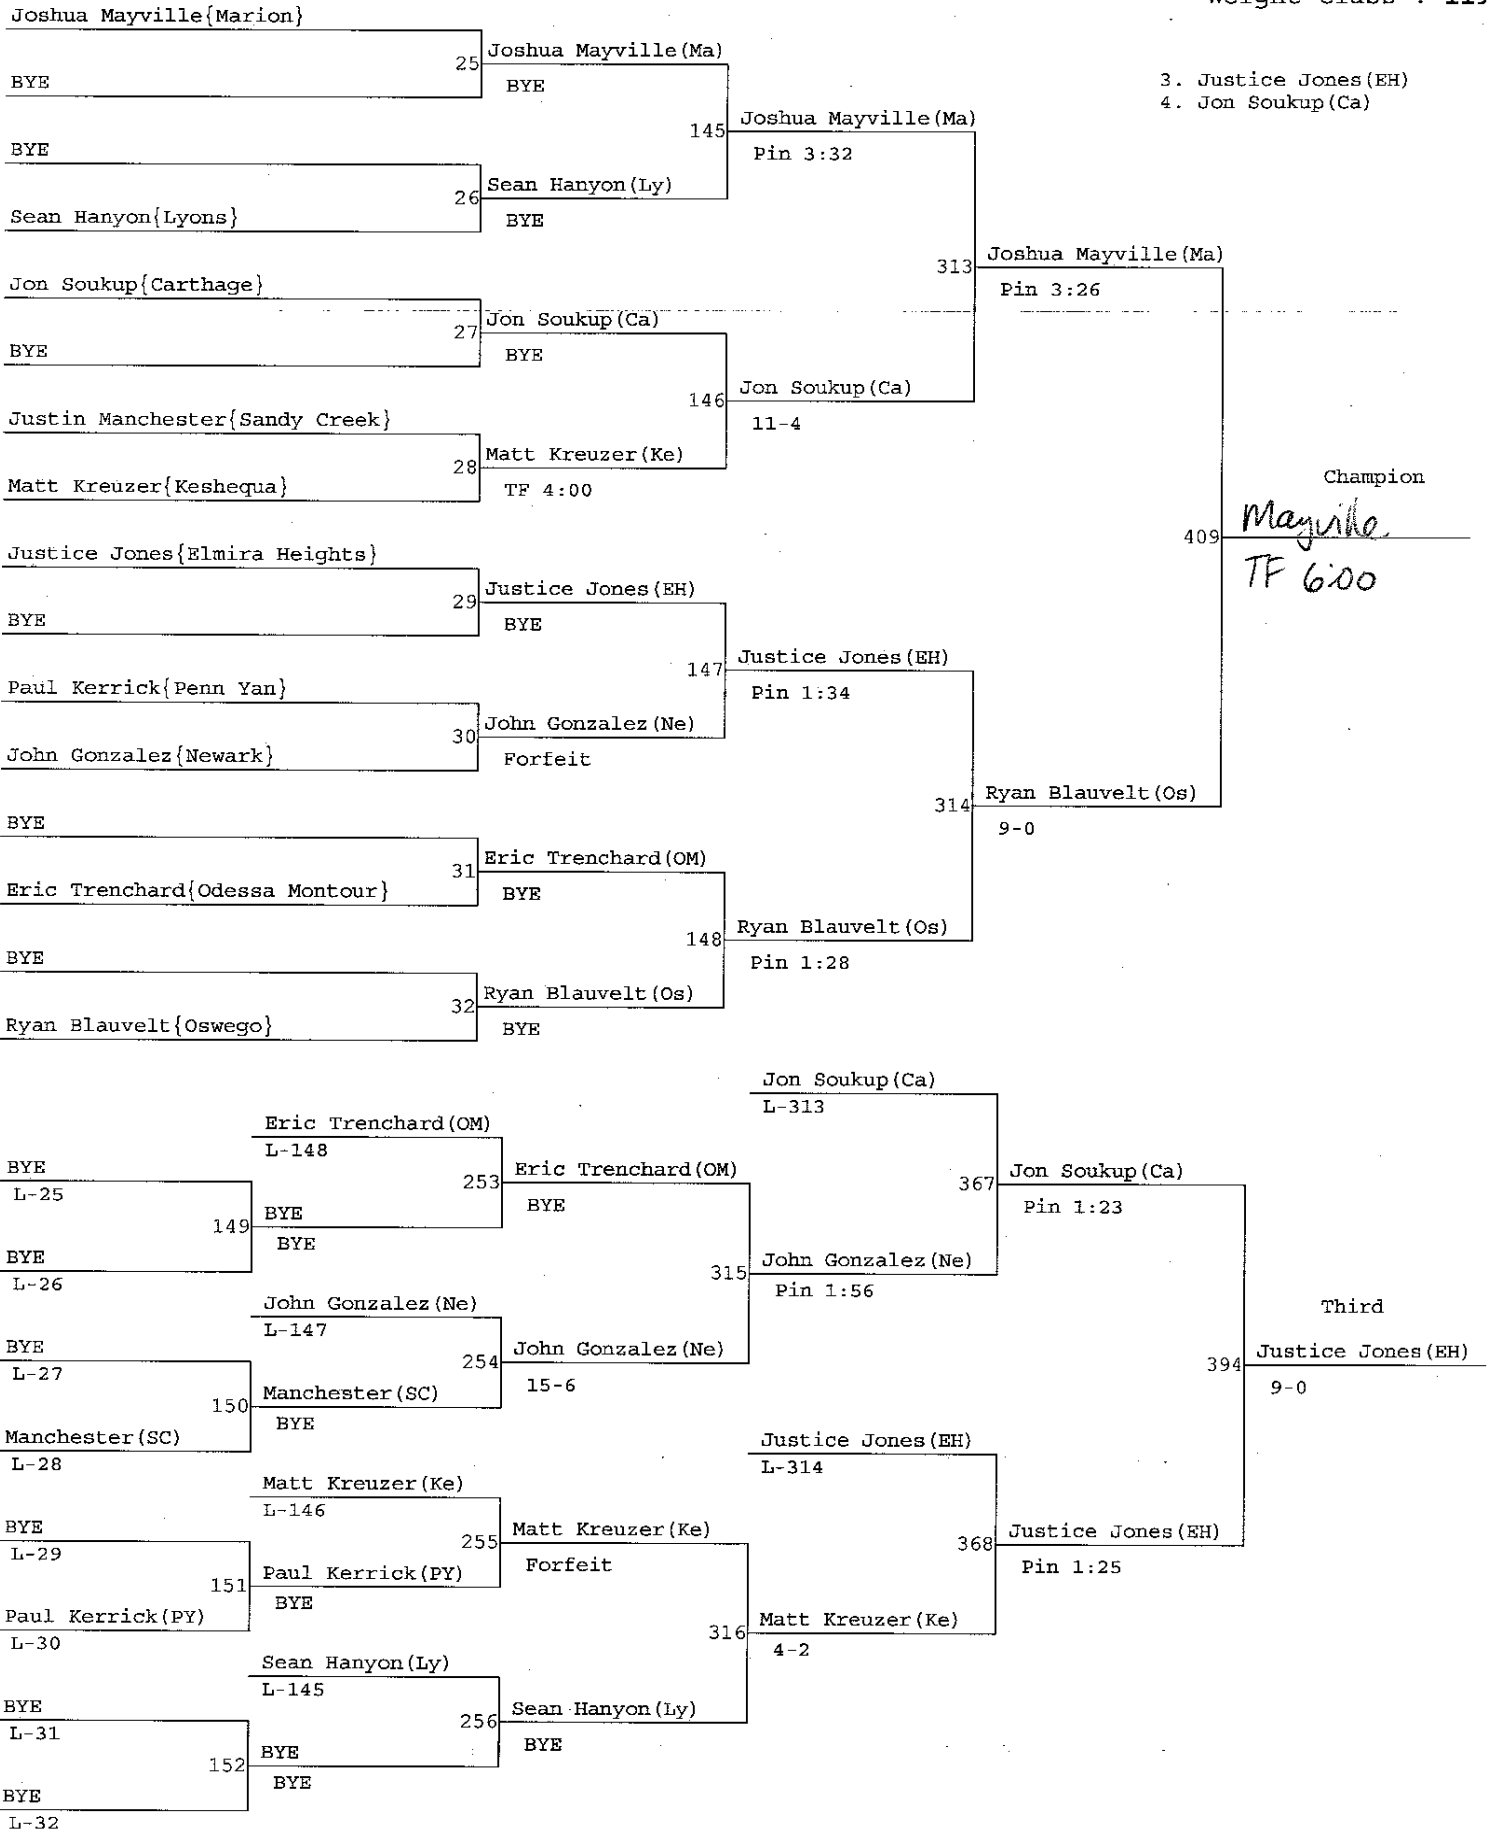 Joshua Mayville{Marion}
25
Joshua Mayville(Ma)
BYE
BYE
145
Joshua Mayville(Ma)
Pin 3:32
BYE
26
Sean Hanyon(Ly)
BYE
Sean Hanyon{Lyons}
3. Justice Jones(EH)
4. Jon Soukup(Ca)
313
Joshua Mayville(Ma)
Pin 3:26
Jon Soukup{Carthage}
27
Jon Soukup(Ca)
BYE
BYE
146
Jon Soukup(Ca)
11-4
Justin Manchester{Sandy Creek}
28
Matt Kreuzer(Ke)
TF 4:00
Matt Kreuzer{Keshequa}
Champion
409
Mayville
TF 6:00
Justice Jones{Elmira Heights}
29
Justice Jones(EH)
BYE
BYE
147
Justice Jones(EH)
Pin 1:34
Paul Kerrick{Penn Yan}
30
John Gonzalez(Ne)
Forfeit
John Gonzalez{Newark}
314
Ryan Blauvelt(Os)
9-0
BYE
31
Eric Trenchard(OM)
BYE
Eric Trenchard{Odessa Montour}
148
Ryan Blauvelt(Os)
Pin 1:28
BYE
32
Ryan Blauvelt(Os)
BYE
Ryan Blauvelt{Oswego}
Jon Soukup(Ca)
L-313
Eric Trenchard(OM)
L-148
253
Eric Trenchard(OM)
BYE
367
Jon Soukup(Ca)
Pin 1:23
BYE
L-25
149
BYE
BYE
BYE
L-26
315
John Gonzalez(Ne)
Pin 1:56
John Gonzalez(Ne)
L-147
254
John Gonzalez(Ne)
15-6
BYE
L-27
150
Manchester(SC)
BYE
Manchester(SC)
L-28
Third
394
Justice Jones(EH)
9-0
Justice Jones(EH)
L-314
Matt Kreuzer(Ke)
L-146
255
Matt Kreuzer(Ke)
Forfeit
368
Justice Jones(EH)
Pin 1:25
BYE
L-29
151
Paul Kerrick(PY)
BYE
Paul Kerrick(PY)
L-30
316
Matt Kreuzer(Ke)
4-2
Sean Hanyon(Ly)
L-145
256
Sean Hanyon(Ly)
BYE
BYE
L-31
152
BYE
BYE
BYE
L-32